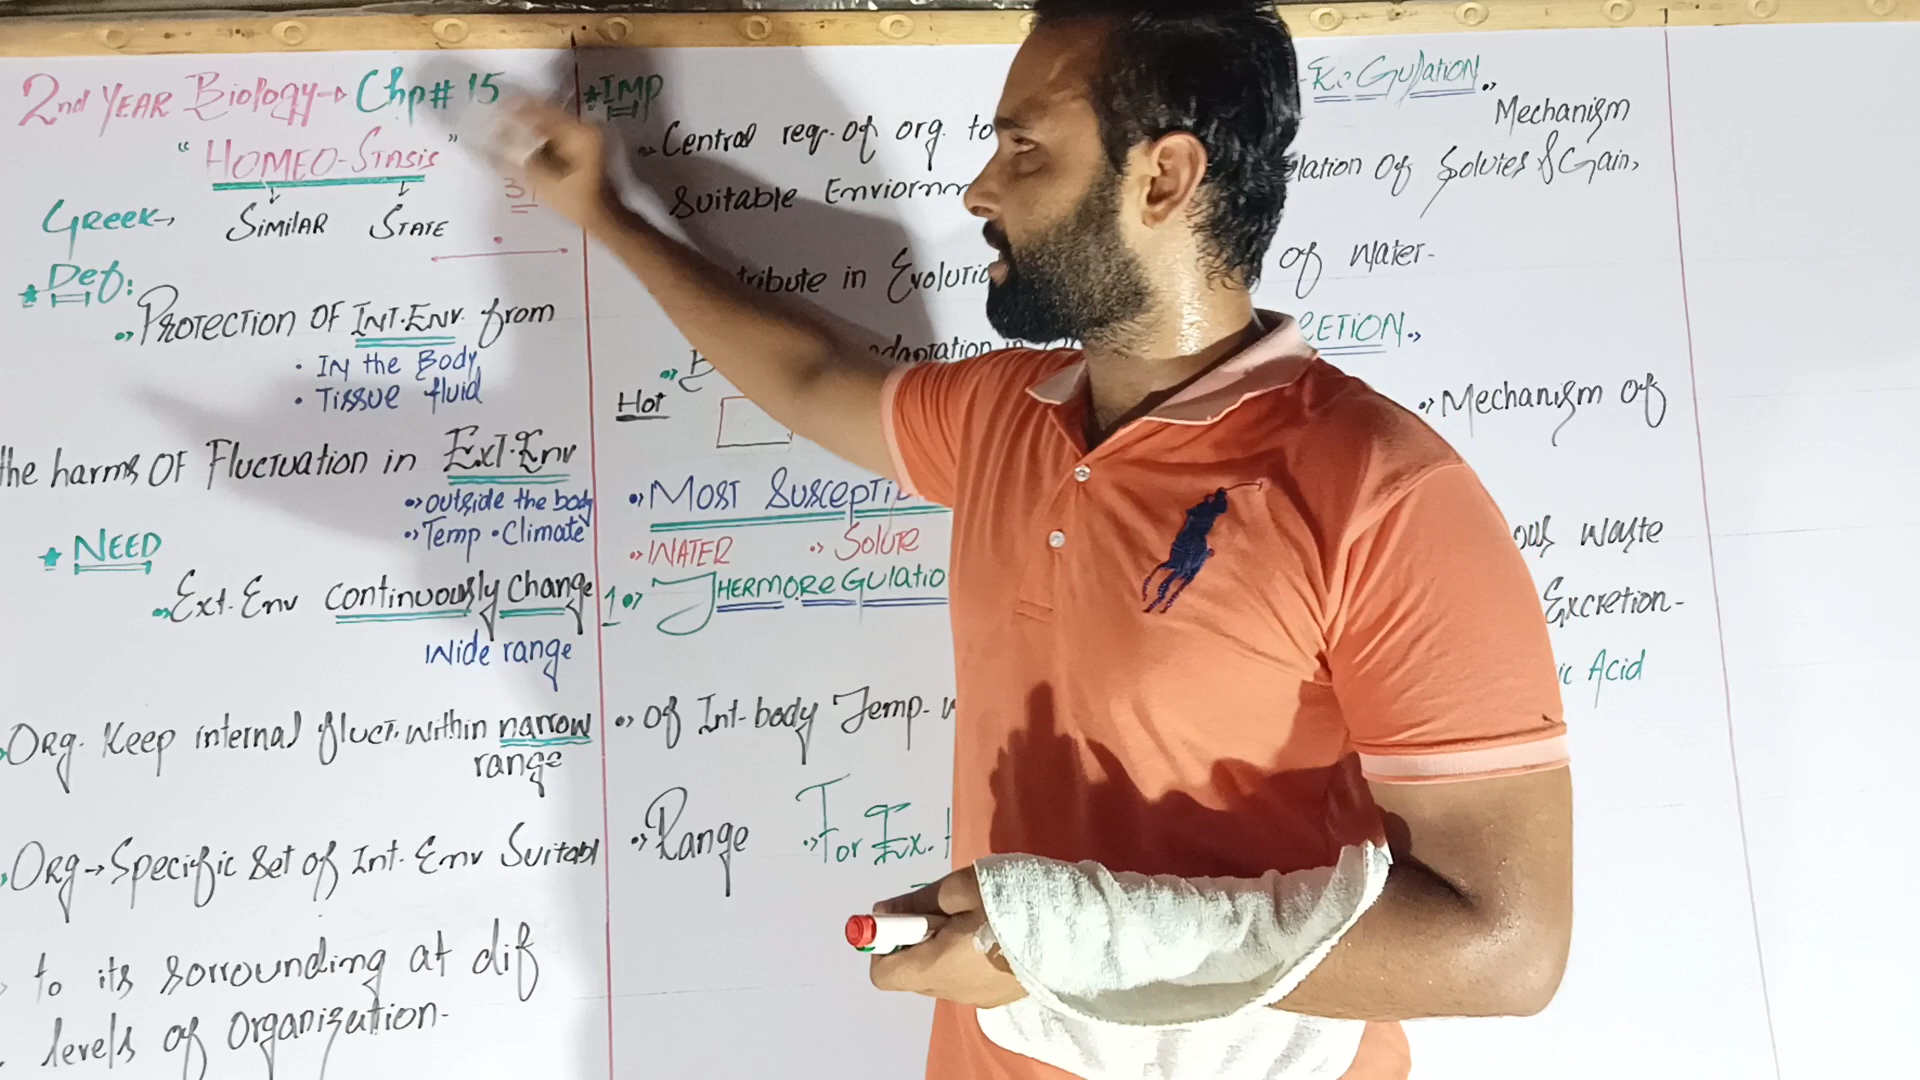 2nd YEAR Biology → Chp# 15
" HOMEO-Stasis "
Greek → SIMILAR STATE
* Def:
PROTECTION OF INT.ENV. from
• IN the Body
• Tissue fluid
the harms OF Fluctuation in Ext.Env
outside the body
Temp • Climate
* NEED
Ext. Env continuously change
Wide range
Org. Keep internal fluct. within narrow
range
Org → Specific Set of Int. Env Suitabl
to its sorrounding at dif
levels of Organization.
* IMP
Central reqr. of org. to
Suitable Enviornm
tribute in Evolutio
adaptation in
Hot
Most Suscepti
WATER Solute
1 THERMOREGULATIO
of Int-body Temp.
Range For Ex.
REGULATION
Mechanism
lation Of Solutes & Gain,
of Water-
RETION
Mechanism of
ous waste
Excretion-
ic Acid